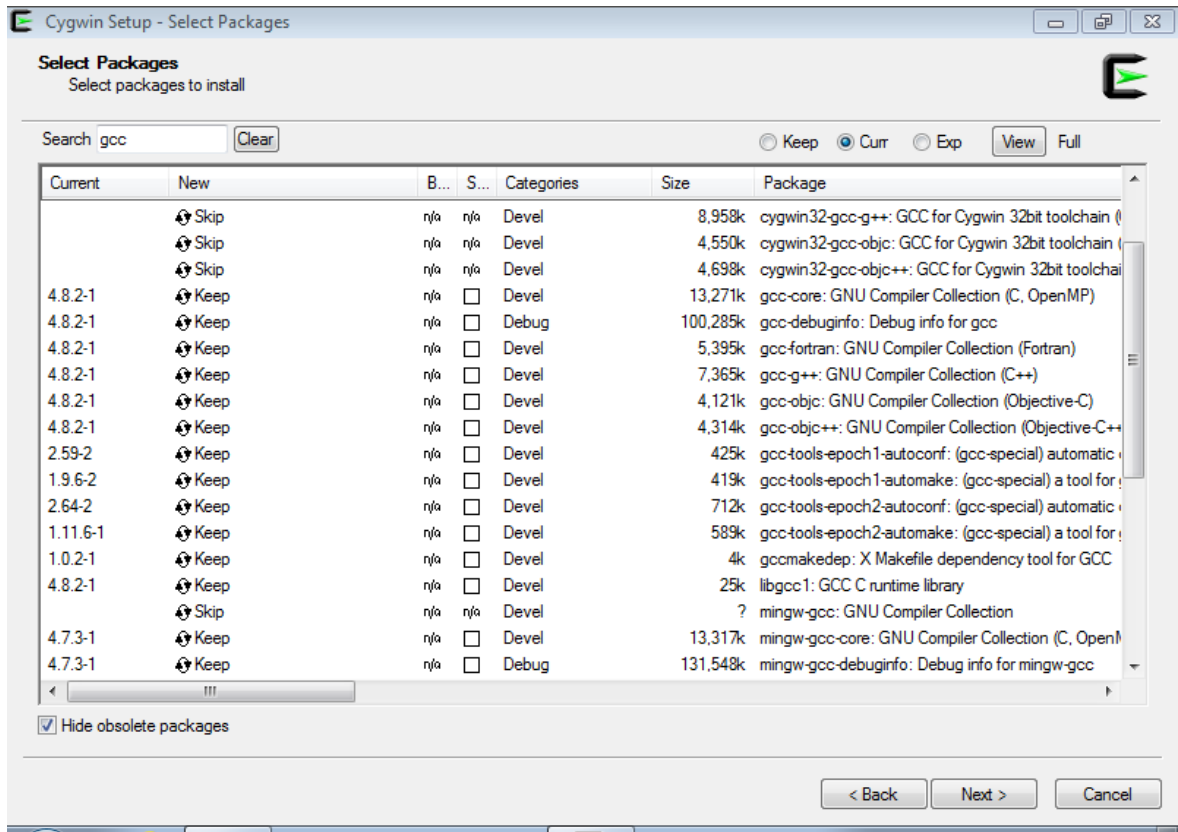 Cygwin Setup - Select Packages
Select Packages
Select packages to install
Search gcc Clear Keep Curr Exp View Full
Current New B... S... Categories Size Package
Skip n/a n/a Devel 8,958k cygwin32-gcc-g++: GCC for Cygwin 32bit toolchain (
Skip n/a n/a Devel 4,550k cygwin32-gcc-objc: GCC for Cygwin 32bit toolchain (
Skip n/a n/a Devel 4,698k cygwin32-gcc-objc++: GCC for Cygwin 32bit toolchai
4.8.2-1 Keep n/a Devel 13,271k gcc-core: GNU Compiler Collection (C, OpenMP)
4.8.2-1 Keep n/a Debug 100,285k gcc-debuginfo: Debug info for gcc
4.8.2-1 Keep n/a Devel 5,395k gcc-fortran: GNU Compiler Collection (Fortran)
4.8.2-1 Keep n/a Devel 7,365k gcc-g++: GNU Compiler Collection (C++)
4.8.2-1 Keep n/a Devel 4,121k gcc-objc: GNU Compiler Collection (Objective-C)
4.8.2-1 Keep n/a Devel 4,314k gcc-objc++: GNU Compiler Collection (Objective-C++
2.59-2 Keep n/a Devel 425k gcc-tools-epoch1-autoconf: (gcc-special) automatic
1.9.6-2 Keep n/a Devel 419k gcc-tools-epoch1-automake: (gcc-special) a tool for
2.64-2 Keep n/a Devel 712k gcc-tools-epoch2-autoconf: (gcc-special) automatic
1.11.6-1 Keep n/a Devel 589k gcc-tools-epoch2-automake: (gcc-special) a tool for
1.0.2-1 Keep n/a Devel 4k gccmakedep: X Makefile dependency tool for GCC
4.8.2-1 Keep n/a Devel 25k libgcc1: GCC C runtime library
Skip n/a n/a Devel ? mingw-gcc: GNU Compiler Collection
4.7.3-1 Keep n/a Devel 13,317k mingw-gcc-core: GNU Compiler Collection (C, Open
4.7.3-1 Keep n/a Debug 131,548k mingw-gcc-debuginfo: Debug info for mingw-gcc
Hide obsolete packages
< Back Next > Cancel